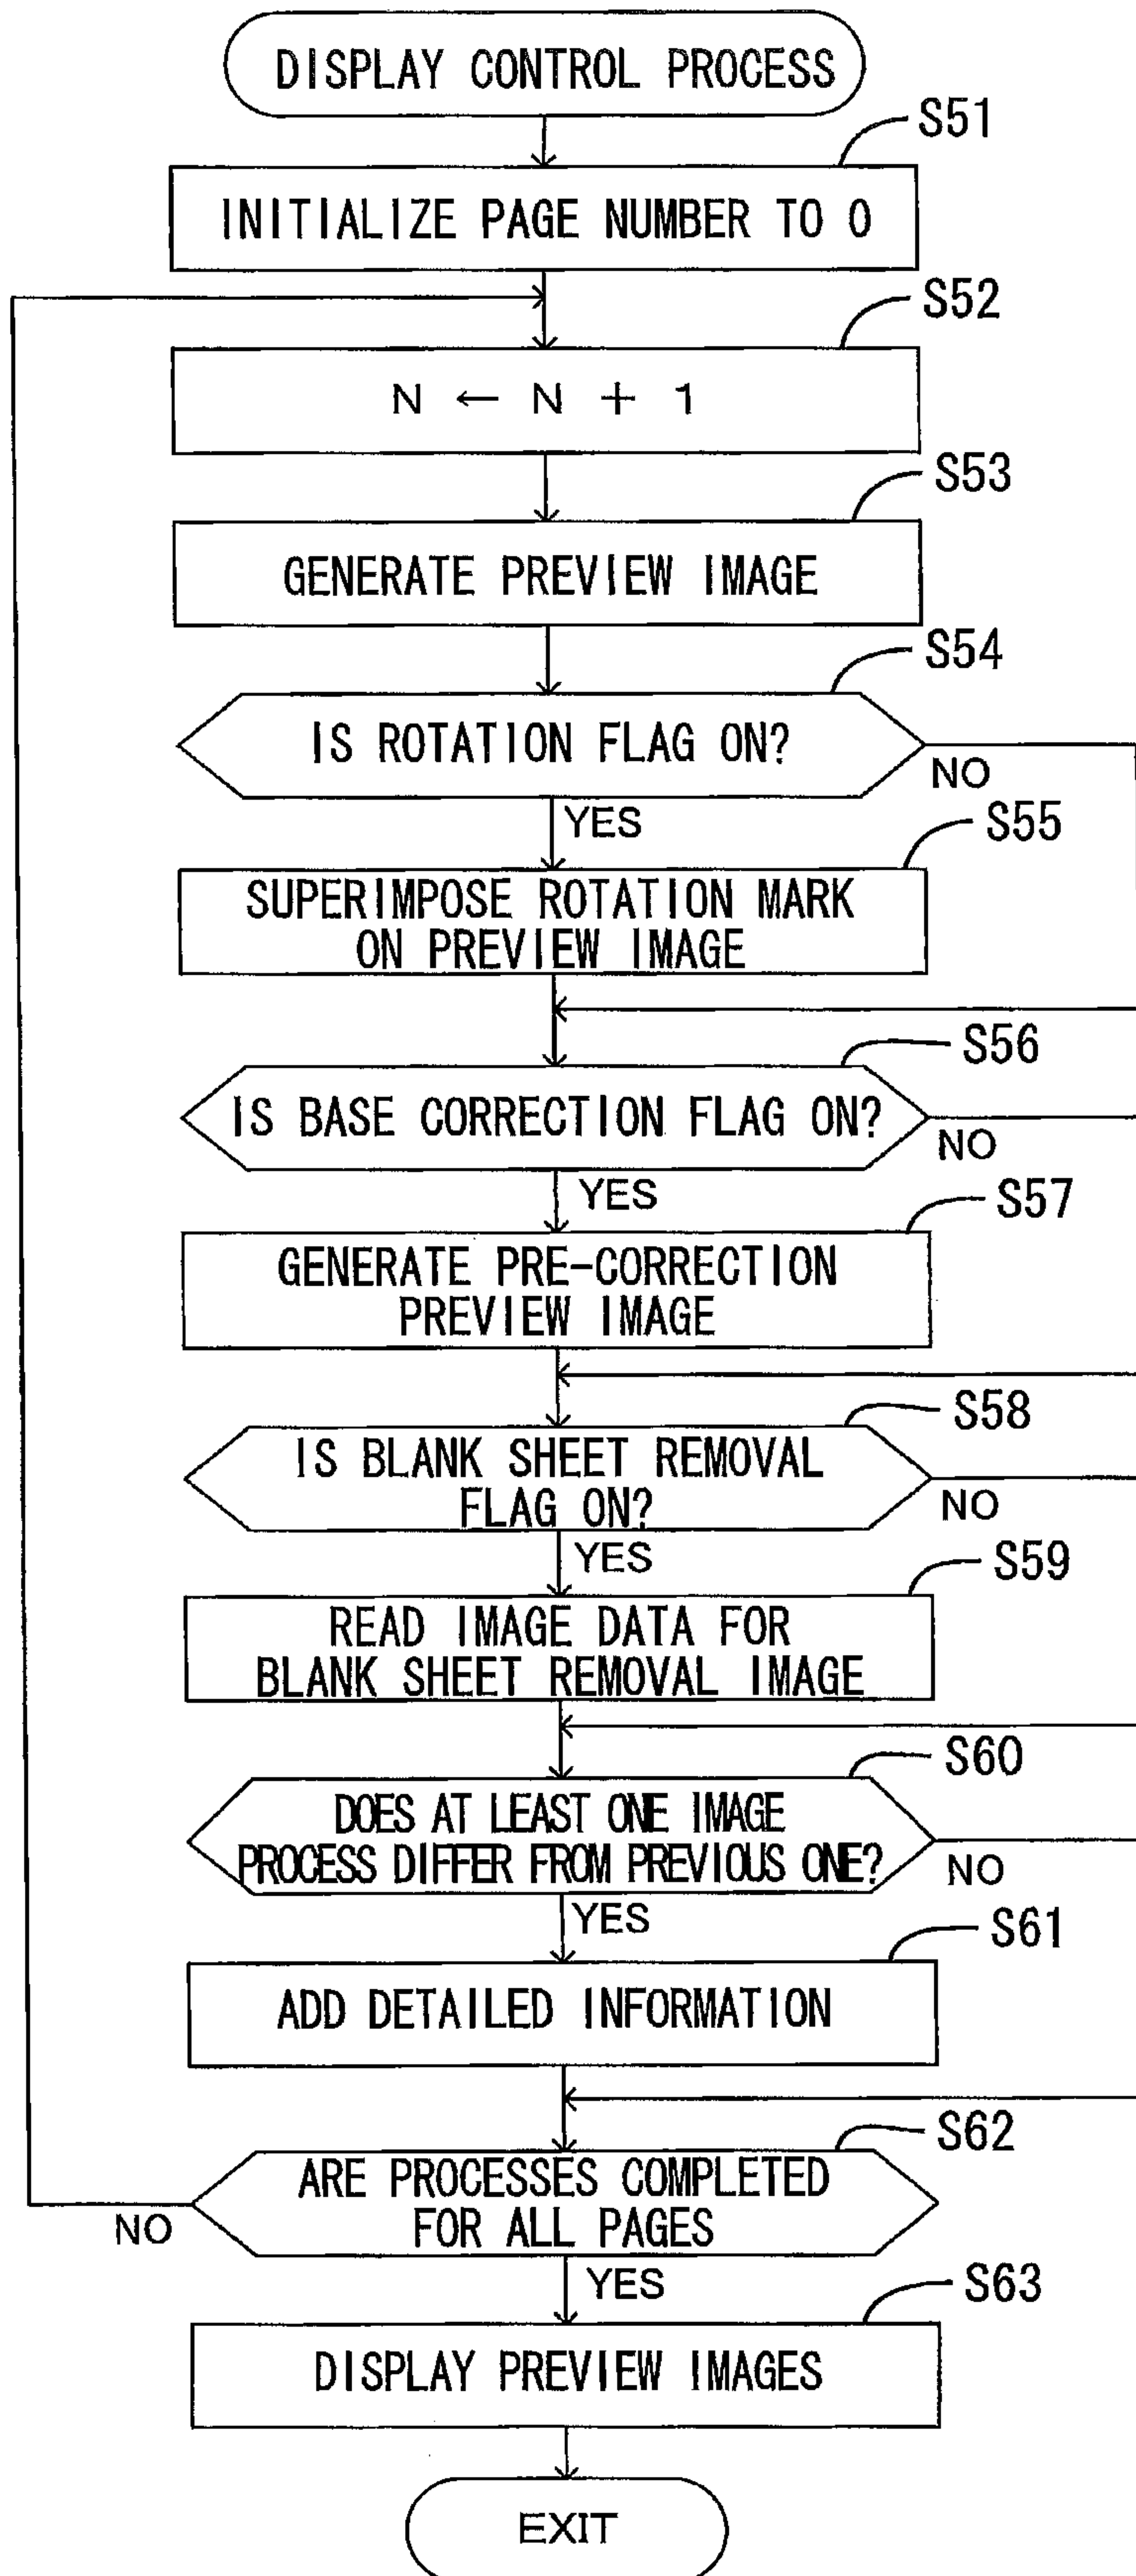 DISPLAY CONTROL PROCESS
S51
INITIALIZE PAGE NUMBER TO 0
S52
N ← N + 1
S53
GENERATE PREVIEW IMAGE
S54
IS ROTATION FLAG ON?
NO
YES
S55
SUPERIMPOSE ROTATION MARK
ON PREVIEW IMAGE
S56
IS BASE CORRECTION FLAG ON?
NO
YES
S57
GENERATE PRE-CORRECTION
PREVIEW IMAGE
S58
IS BLANK SHEET REMOVAL
FLAG ON?
NO
YES
S59
READ IMAGE DATA FOR
BLANK SHEET REMOVAL IMAGE
S60
DOES AT LEAST ONE IMAGE
PROCESS DIFFER FROM PREVIOUS ONE?
NO
YES
S61
ADD DETAILED INFORMATION
S62
ARE PROCESSES COMPLETED
FOR ALL PAGES
NO
YES
S63
DISPLAY PREVIEW IMAGES
EXIT